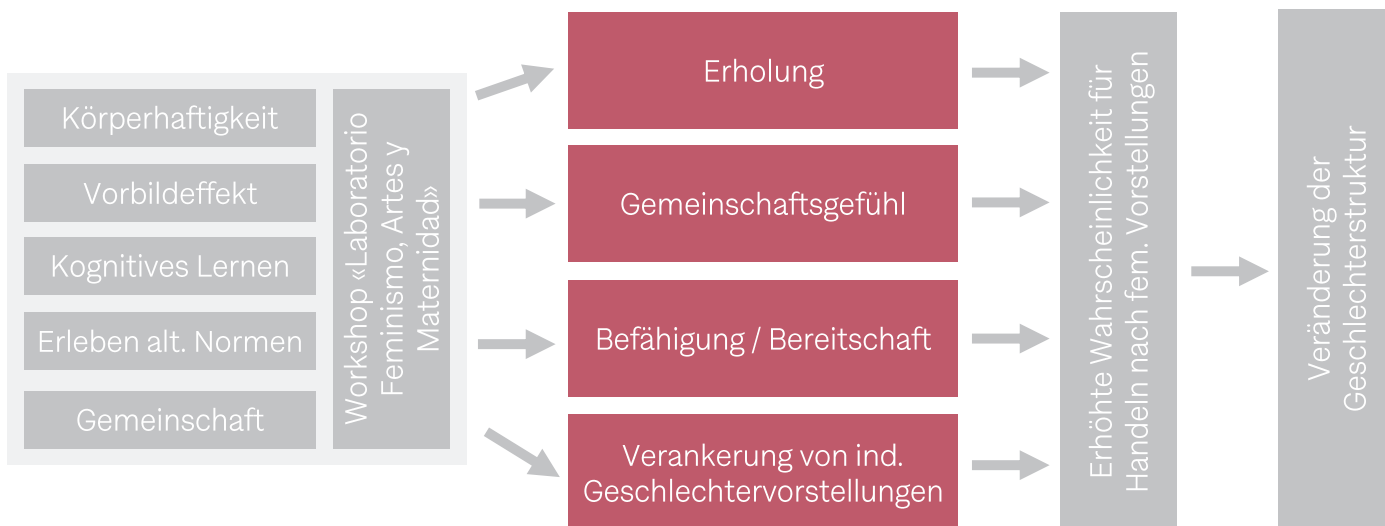 Körperhaftigkeit
Vorbildeffekt
Kognitives Lernen
Erleben alt. Normen
Gemeinschaft
Workshop «Laboratorio
Feminismo, Artes y
Maternidad»
Erholung
Gemeinschaftsgefühl
Befähigung / Bereitschaft
Verankerung von ind.
Geschlechtervorstellungen
Erhöhte Wahrscheinlichkeit für
Handeln nach fem. Vorstellungen
Veränderung der
Geschlechterstruktur